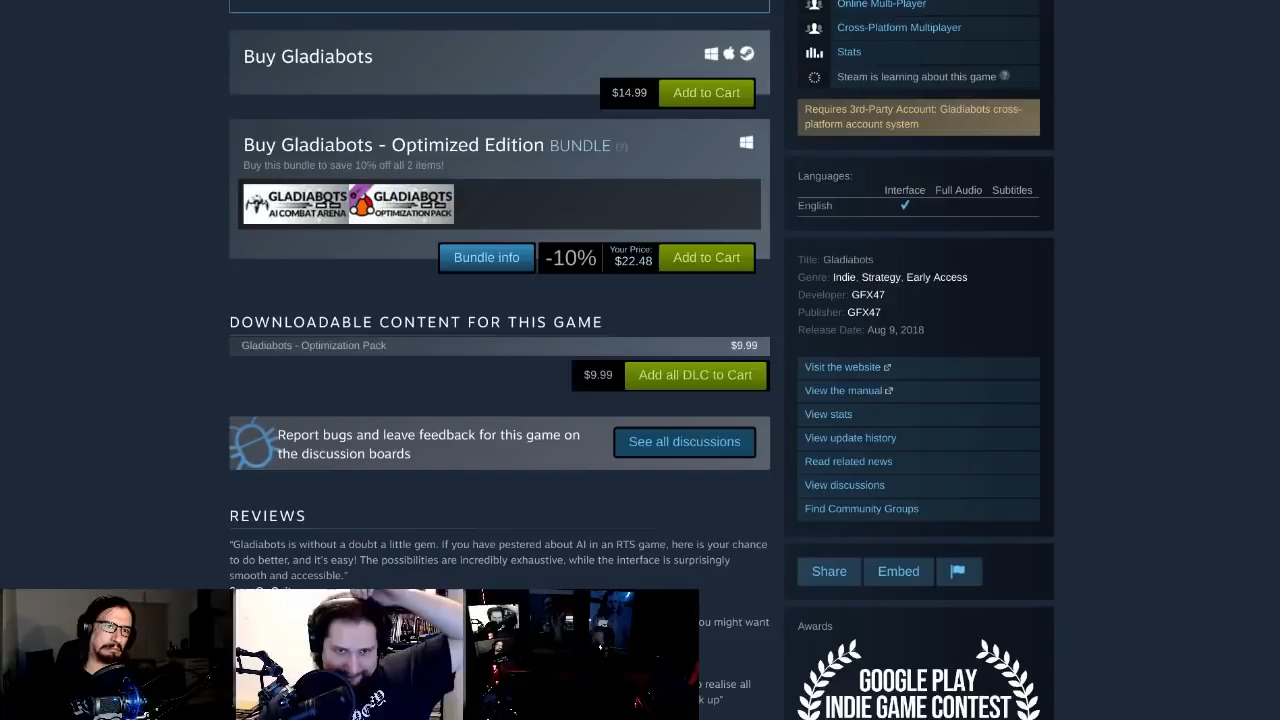 Online Multi-Player
Cross-Platform Multiplayer
Stats
Steam is learning about this game ?
Requires 3rd-Party Account: Gladiabots cross-
platform account system
Buy Gladiabots
$14.99
Add to Cart
Buy Gladiabots - Optimized Edition BUNDLE (?)
Buy this bundle to save 10% off all 2 items!
GLADIABOTS
AI COMBAT ARENA
GLADIABOTS
OPTIMIZATION PACK
Bundle info
-10%
Your Price:
$22.48
Add to Cart
DOWNLOADABLE CONTENT FOR THIS GAME
Gladiabots - Optimization Pack
$9.99
$9.99
Add all DLC to Cart
Report bugs and leave feedback for this game on
the discussion boards
See all discussions
REVIEWS
“Gladiabots is without a doubt a little gem. If you have pestered about AI in an RTS game, here is your chance
to do better, and it's easy! The possibilities are incredibly exhaustive, while the interface is surprisingly
smooth and accessible.”
ou might want
realise all
k up"
Languages:
Interface Full Audio Subtitles
English ✔
Title: Gladiabots
Genre: Indie, Strategy, Early Access
Developer: GFX47
Publisher: GFX47
Release Date: Aug 9, 2018
Visit the website
View the manual
View stats
View update history
Read related news
View discussions
Find Community Groups
Share
Embed
Awards
GOOGLE PLAY
INDIE GAME CONTEST